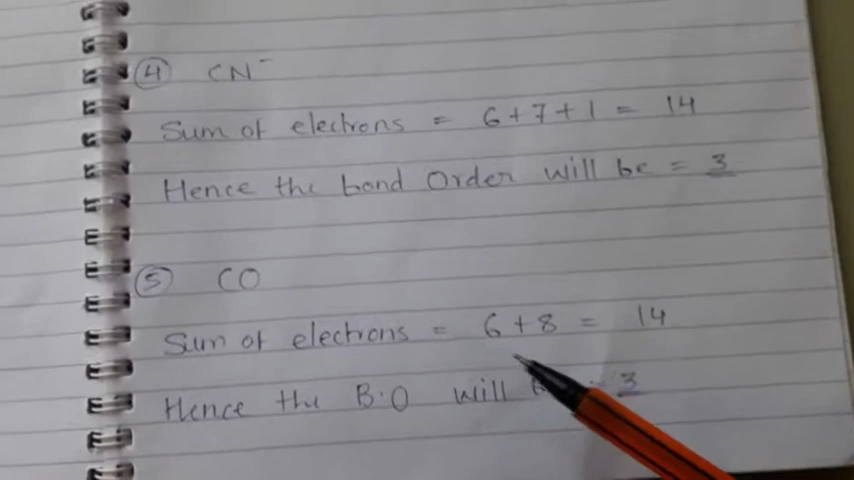 ④ CN⁻
Sum of electrons = 6+7+1 = 14
Hence the bond Order will be = 3
⑤ CO
Sum of electrons = 6+8 = 14
Hence the B.O will = 3